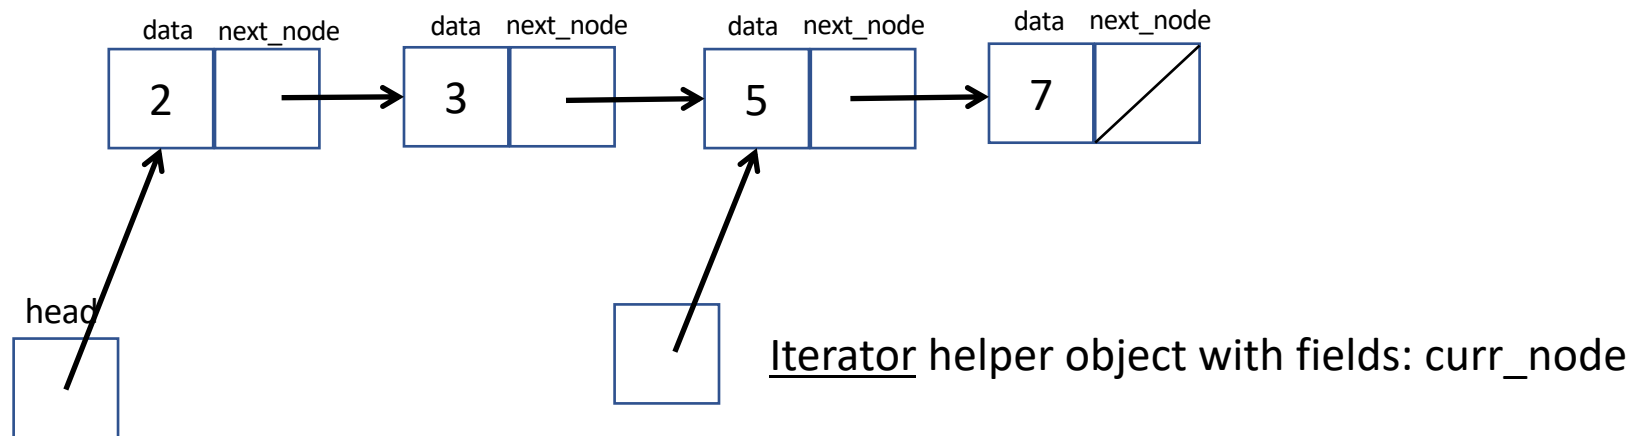 data next_node data next_node data next_node data next_node
2 3 5 7
head
Iterator helper object with fields: curr_node